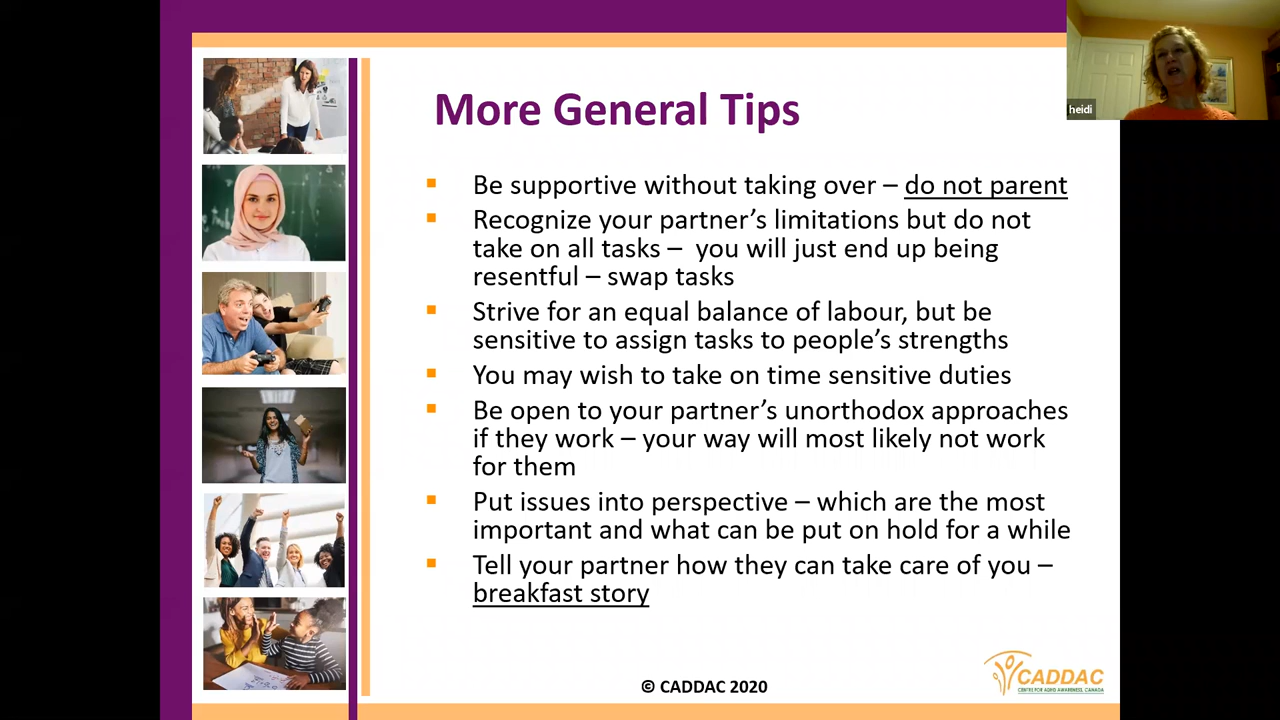 More General Tips
heidi
▪ Be supportive without taking over – do not parent
▪ Recognize your partner’s limitations but do not
take on all tasks – you will just end up being
resentful – swap tasks
▪ Strive for an equal balance of labour, but be
sensitive to assign tasks to people’s strengths
▪ You may wish to take on time sensitive duties
▪ Be open to your partner’s unorthodox approaches
if they work – your way will most likely not work
for them
▪ Put issues into perspective – which are the most
important and what can be put on hold for a while
▪ Tell your partner how they can take care of you –
breakfast story
© CADDAC 2020
CADDAC
CENTRE FOR ADHD AWARENESS, CANADA